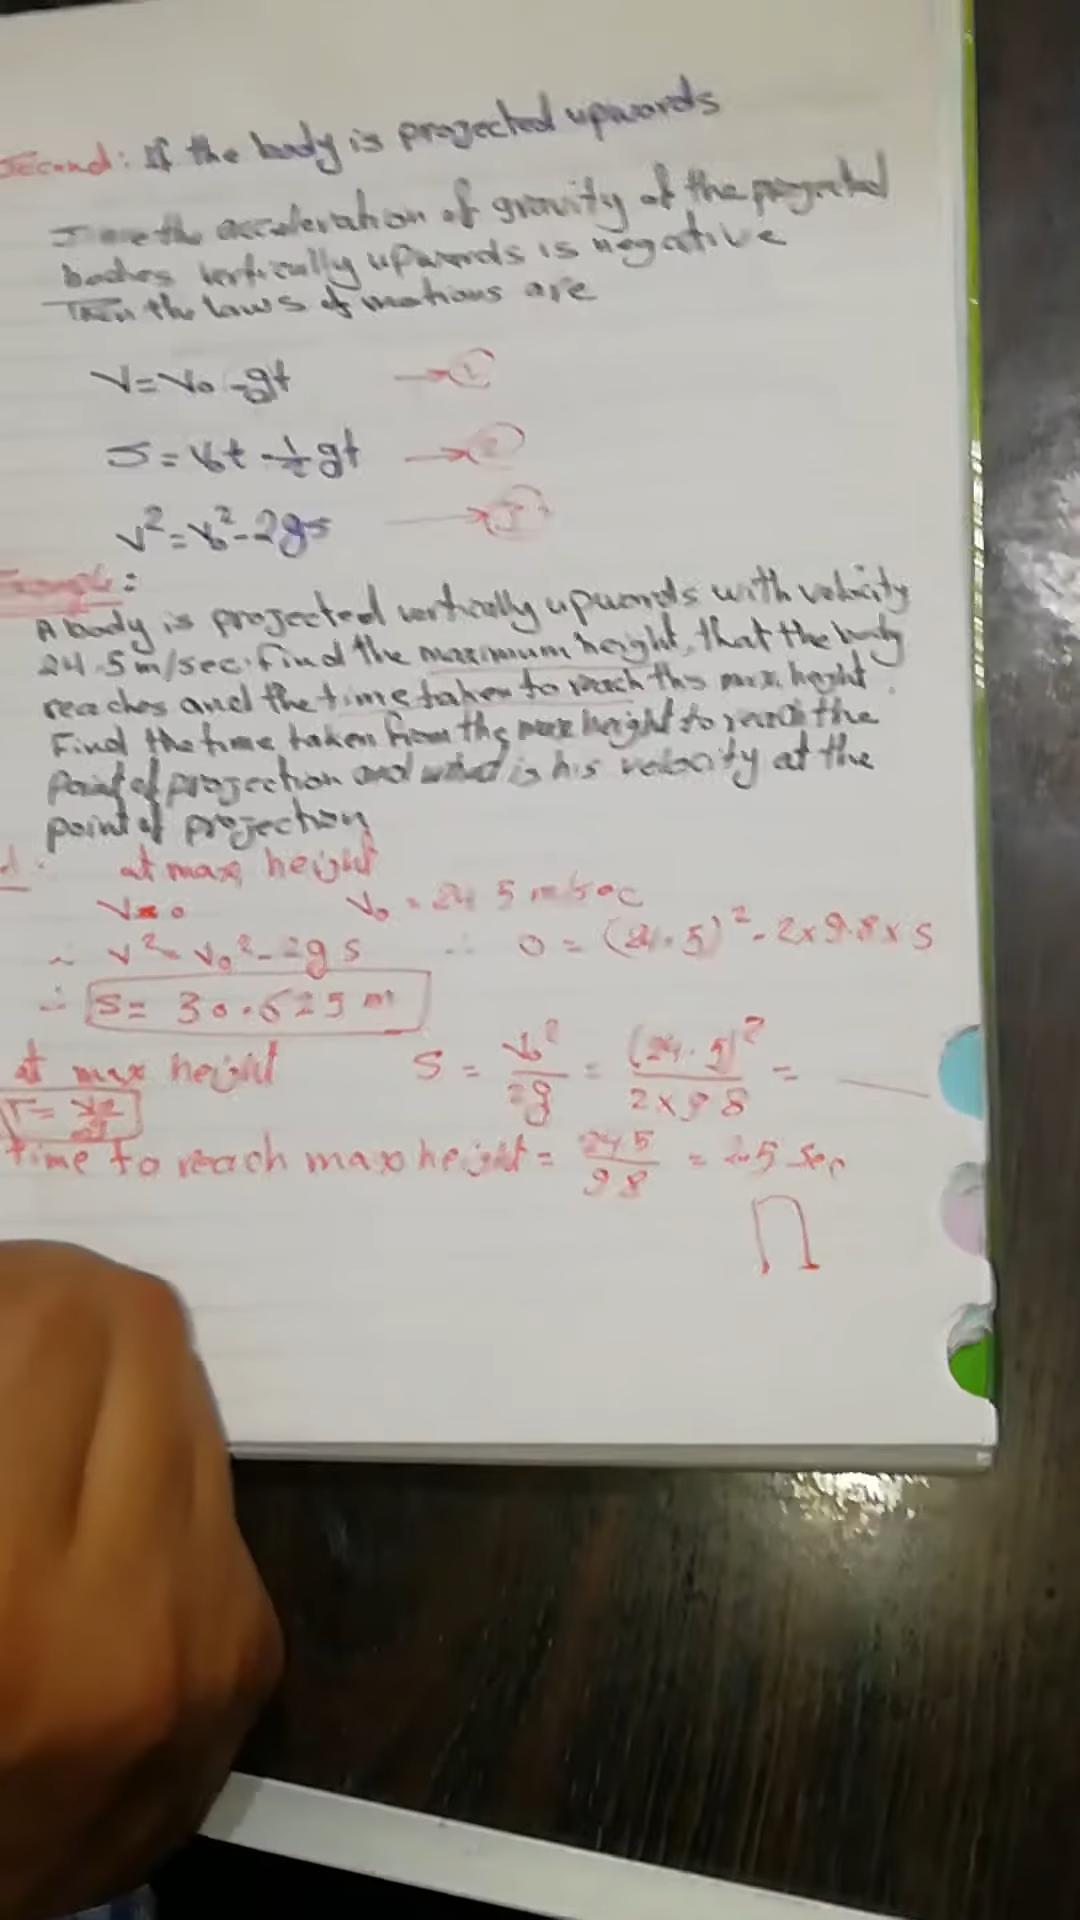 Second: If the body is projected upwards
Since the acceleration of gravity of the projected
bodies vertically upwards is negative
Then the laws of motions are
V = V₀ - gt → ①
S = V₀t - ½gt → ②
V² = V₀² - 2gs → ③
Example:
A body is projected vertically upwards with velocity
24.5 m/sec. Find the maximum height, that the body
reaches and the time taken to reach this max. height.
Find the time taken from the max height to reach the
point of projection and what is his velocity at the
point of projection
at max height
V = 0 V₀ = 24.5 m/sec
∴ V² = V₀² - 2gs ∴ 0 = (24.5)² - 2×9.8×S
∴ S = 30.625 m
at max height S = V₀²/2g = (24.5)²/2×9.8 =
T = V₀/g
time to reach max height = 24.5/9.8 = 2.5 Sec